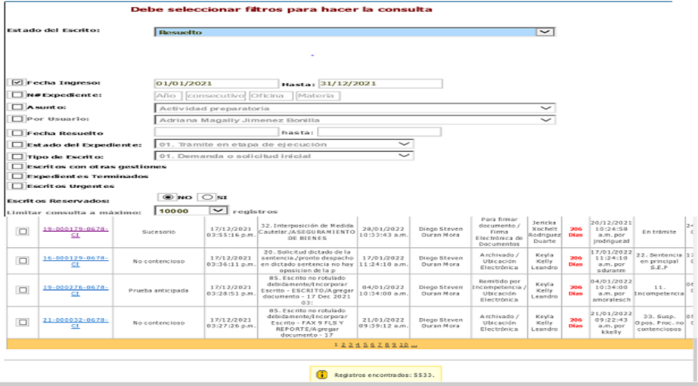 Debe seleccionar filtros para hacer la consulta
Estado del Escrito: Resuelto
Fecha Ingreso: 01/01/2021 Hasta: 31/12/2021
N#Expediente: Año consecutivo Oficina Materia
Asunto: Actividad preparatoria
Por Usuario: Adriana Magally Jimenez Bonilla
Fecha Resuelto hasta:
Estado del Expediente: 01. Trámite en etapa de ejecución
Tipo de Escrito: 01. Demanda o solicitud inicial
Escritos con otras gestiones
Expedientes Terminados
Escritos Urgentes
Escritos Reservados: NO SI
Limitar consulta a máximo: 10000 registros
19-000179-0678-CI Sucesorio 17/12/2021 03:55:16 p.m. 32. Interposición de Medida Cautelar/ASEGURAMIENTO DE BIENES 28/01/2022 10:33:43 a.m. Diego Steven Duran Mora Para firmar documento / Firma Electrónica de Documentos Jericka Rodriguez Duarte 206 Días 20/12/2021 10:24:58 a.m. por jrodriguezd En trámite
16-000129-0678-CI No contencioso 17/12/2021 03:36:11 p.m. 20. Solicitud dictado de la sentencia./pronto despacho en dictado sentencia no hay oposicion de la p 17/01/2022 11:24:10 a.m. Diego Steven Duran Mora Archivado / Ubicación Electrónica Keyla Kelly Leandro 206 Días 17/01/2022 11:24:10 a.m. por sduranm 22. Sentencia en principal S.E.P
19-000276-0678-CI Prueba anticipada 17/12/2021 03:28:51 p.m. 85. Escrito no rotulado debidamente/Incorporar Escrito - ESCRITO/Agregar documento - 17 Dec 2021 03: 04/01/2022 10:34:00 a.m. Diego Steven Duran Mora Remitido por Incompetencia / Ubicación Electrónica Keyla Kelly Leandro 206 Días 04/01/2022 10:34:00 a.m. por 11. Incompetencia
21-000032-0678-CI No contencioso 17/12/2021 03:27:26 p.m. 85. Escrito no rotulado debidamente/Incorporar Escrito - FAX 9 FLS Y REPORTE/Agregar documento - 17 21/01/2022 09:39:12 a.m. Diego Steven Duran Mora Archivado / Ubicación Electrónica Keyla Kelly Leandro 206 Días 21/01/2022 09:22:43 a.m. por kkelly 33. Susp. Opos. Proc. no contenciosos
1 2 3 4 5 6 7 8 9 10 ...
Registros encontrados: 5533.